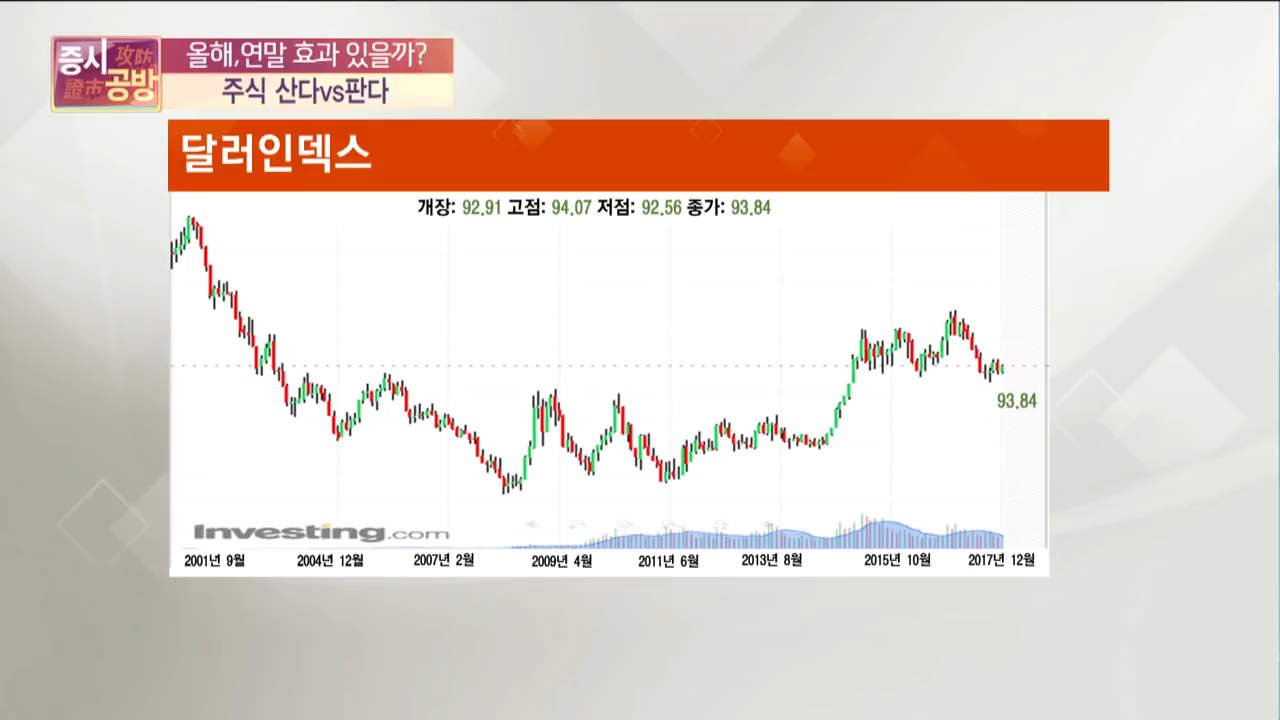 증시 攻防
證市 공방
올해,연말 효과 있을까?
주식 산다vs판다
달러인덱스
개장: 92.91 고점: 94.07 저점: 92.56 종가: 93.84
93.84
Investing.com
2001년 9월 2004년 12월 2007년 2월 2009년 4월 2011년 6월 2013년 8월 2015년 10월 2017년 12월